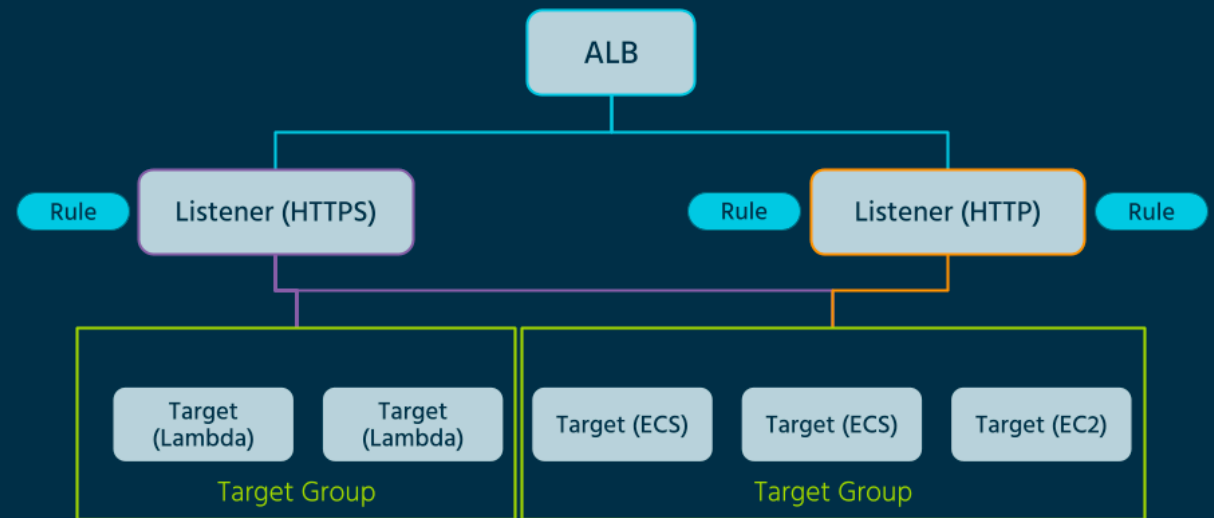 ALB
Rule
Listener (HTTPS)
Rule
Listener (HTTP)
Rule
Target
(Lambda)
Target
(Lambda)
Target (ECS)
Target (ECS)
Target (EC2)
Target Group
Target Group